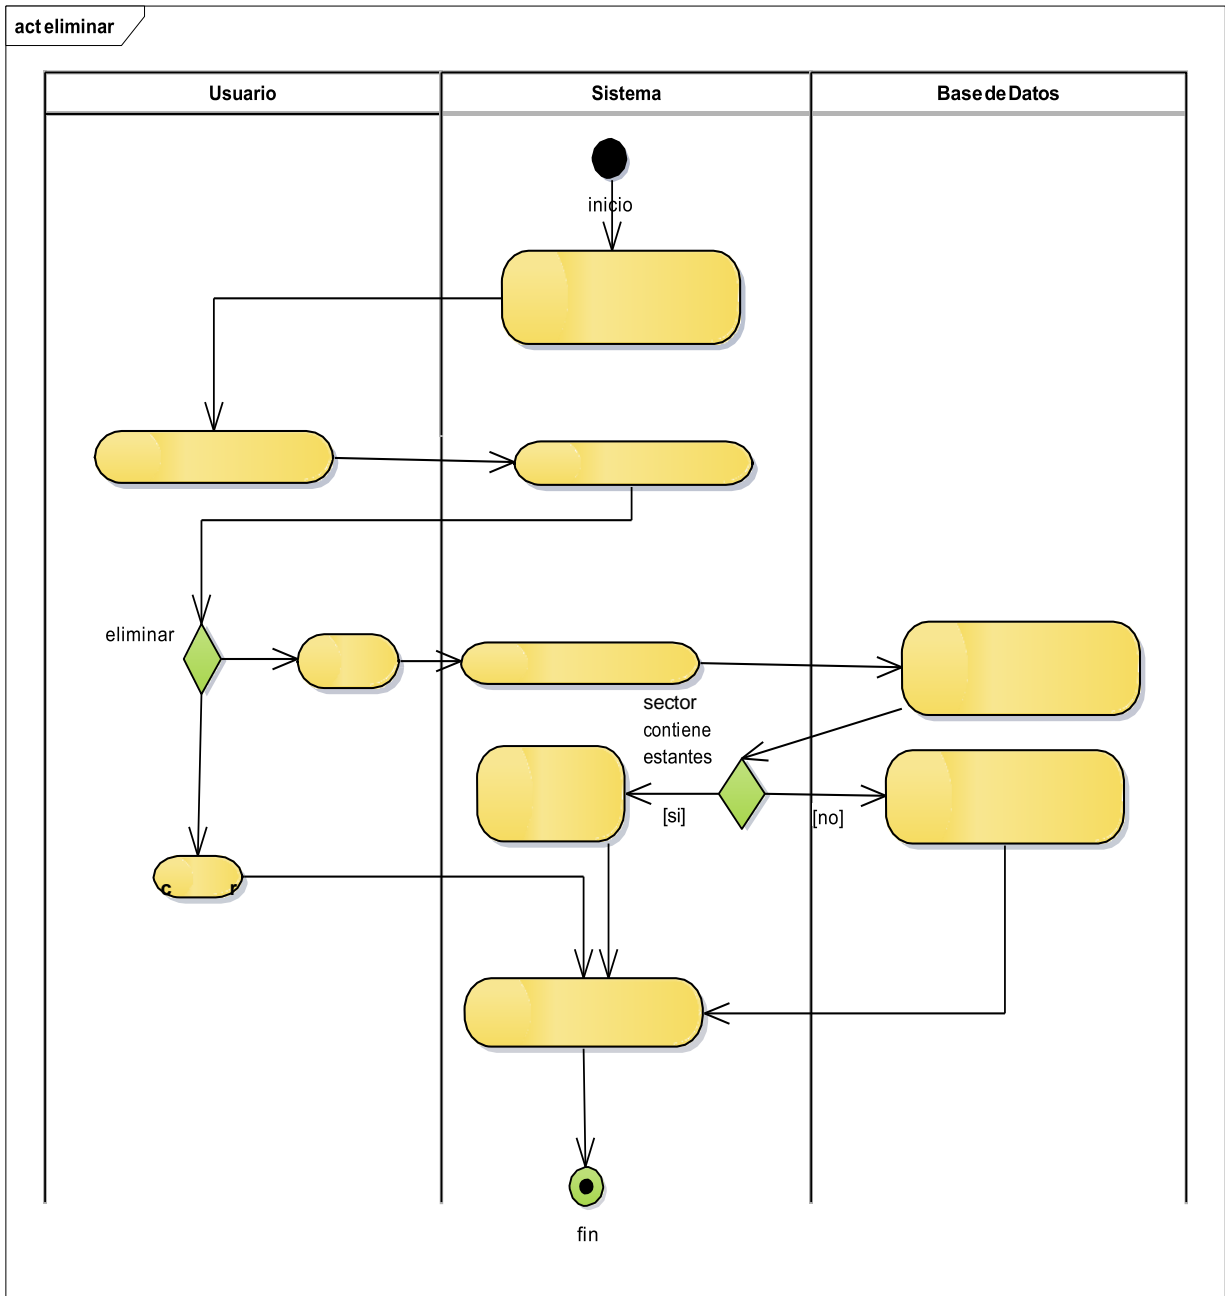 act eliminar
Usuario
Sistema
Base de Datos
inicio
eliminar
sector
contiene
estantes
[si]
[no]
c r
fin